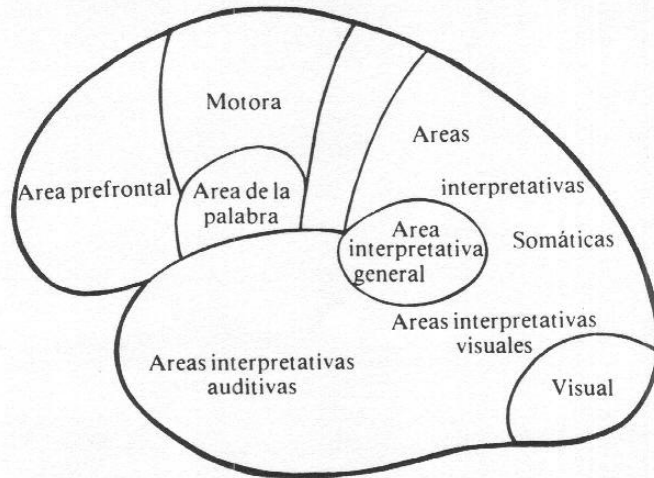 Motora
Areas
Area prefrontal
Area de la
palabra
interpretativas
Area
interpretativa
general
Somáticas
Areas interpretativas
visuales
Areas interpretativas
auditivas
Visual